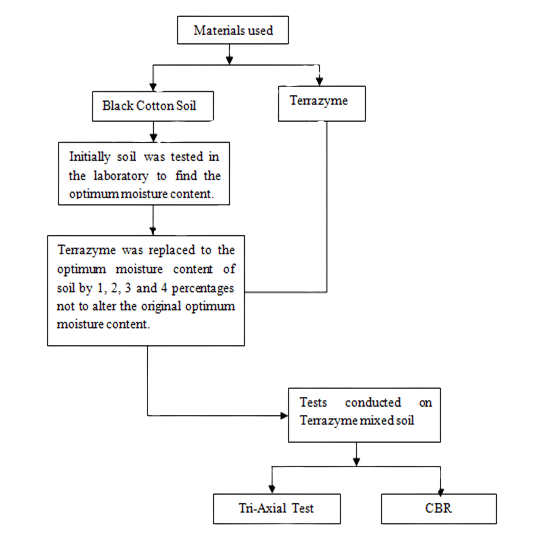 Materials used
Black Cotton Soil
Terrazyme
Initially soil was tested in
the laboratory to find the
optimum moisture content.
Terrazyme was replaced to the
optimum moisture content of
soil by 1, 2, 3 and 4 percentages
not to alter the original optimum
moisture content.
Tests conducted on
Terrazyme mixed soil
Tri-Axial Test
CBR